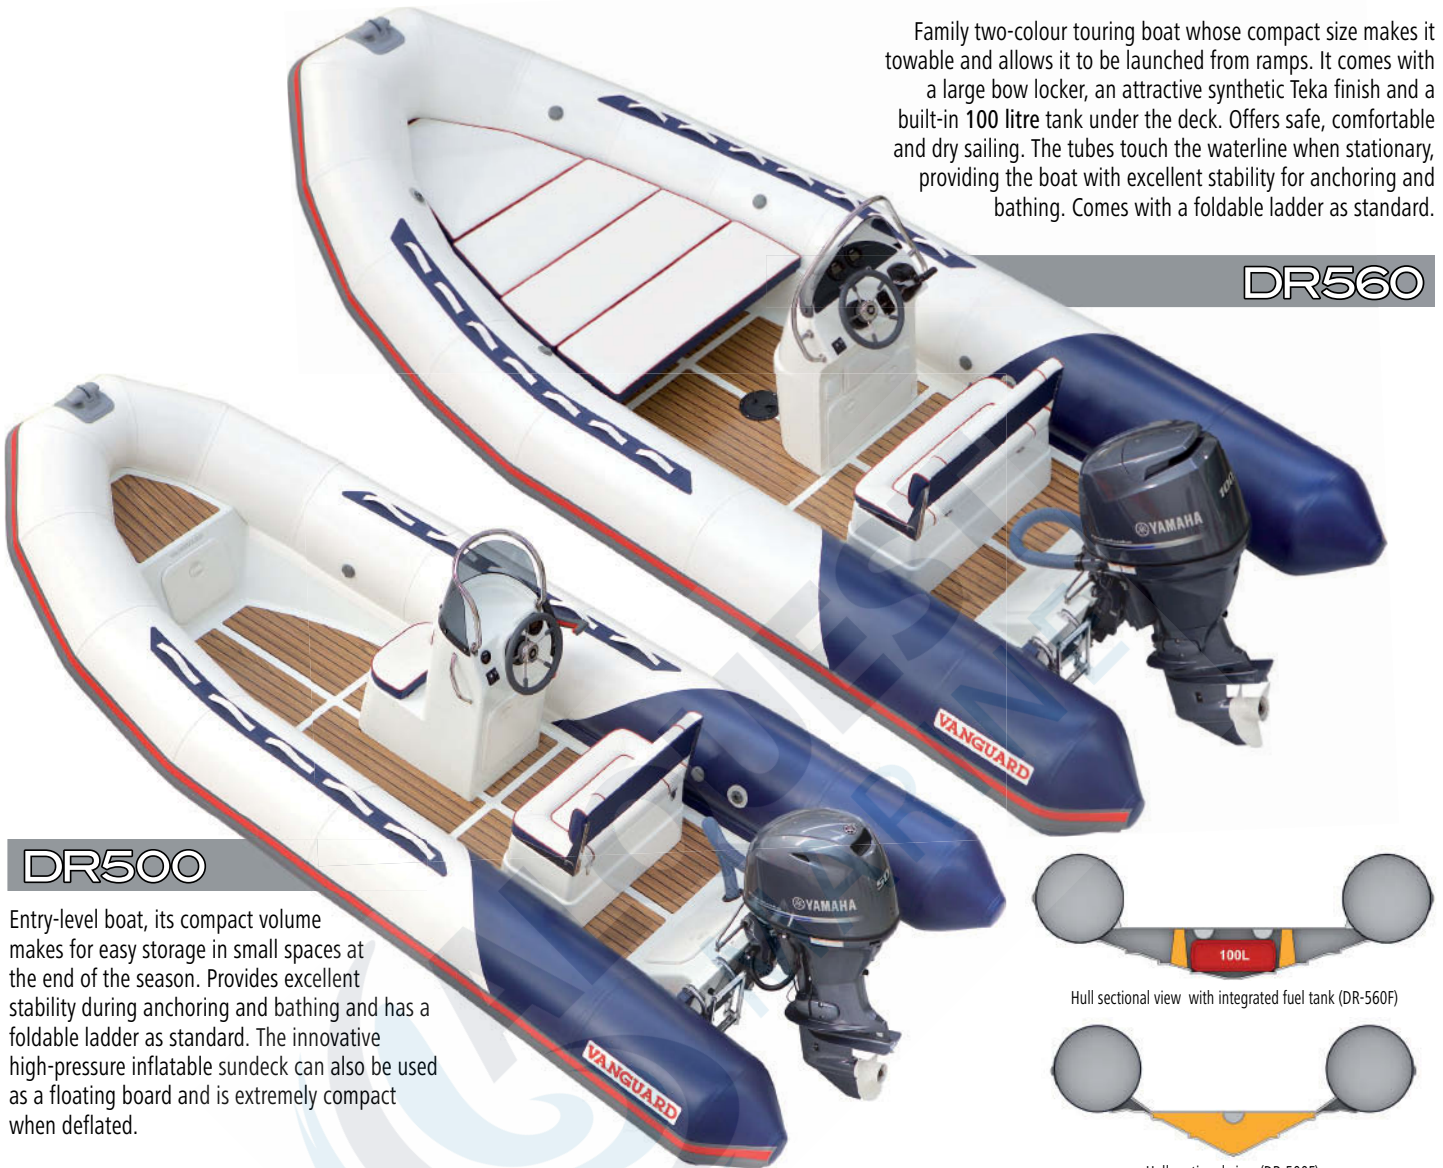 Family two-colour touring boat whose compact size makes it
towable and allows it to be launched from ramps. It comes with
a large bow locker, an attractive synthetic Teka finish and a
built-in 100 litre tank under the deck. Offers safe, comfortable
and dry sailing. The tubes touch the waterline when stationary,
providing the boat with excellent stability for anchoring and
bathing. Comes with a foldable ladder as standard.
DR560
100
YAMAHA
VANGUARD
DR500
Entry-level boat, its compact volume
makes for easy storage in small spaces at
the end of the season. Provides excellent
stability during anchoring and bathing and has a
foldable ladder as standard. The innovative
high-pressure inflatable sundeck can also be used
as a floating board and is extremely compact
when deflated.
50
YAMAHA
VANGUARD
100L
Hull sectional view with integrated fuel tank (DR-560F)